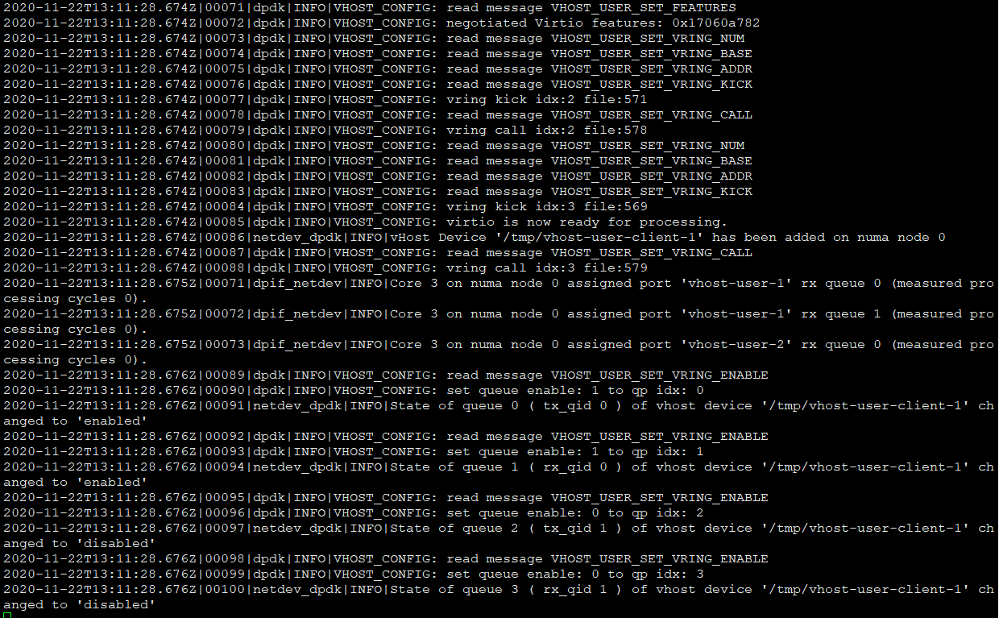 2020-11-22T13:11:28.674Z|00071|dpdk|INFO|VHOST_CONFIG: read message VHOST_USER_SET_FEATURES
2020-11-22T13:11:28.674Z|00072|dpdk|INFO|VHOST_CONFIG: negotiated Virtio features: 0x17060a782
2020-11-22T13:11:28.674Z|00073|dpdk|INFO|VHOST_CONFIG: read message VHOST_USER_SET_VRING_NUM
2020-11-22T13:11:28.674Z|00074|dpdk|INFO|VHOST_CONFIG: read message VHOST_USER_SET_VRING_BASE
2020-11-22T13:11:28.674Z|00075|dpdk|INFO|VHOST_CONFIG: read message VHOST_USER_SET_VRING_ADDR
2020-11-22T13:11:28.674Z|00076|dpdk|INFO|VHOST_CONFIG: read message VHOST_USER_SET_VRING_KICK
2020-11-22T13:11:28.674Z|00077|dpdk|INFO|VHOST_CONFIG: vring kick idx:2 file:571
2020-11-22T13:11:28.674Z|00078|dpdk|INFO|VHOST_CONFIG: read message VHOST_USER_SET_VRING_CALL
2020-11-22T13:11:28.674Z|00079|dpdk|INFO|VHOST_CONFIG: vring call idx:2 file:578
2020-11-22T13:11:28.674Z|00080|dpdk|INFO|VHOST_CONFIG: read message VHOST_USER_SET_VRING_NUM
2020-11-22T13:11:28.674Z|00081|dpdk|INFO|VHOST_CONFIG: read message VHOST_USER_SET_VRING_BASE
2020-11-22T13:11:28.674Z|00082|dpdk|INFO|VHOST_CONFIG: read message VHOST_USER_SET_VRING_ADDR
2020-11-22T13:11:28.674Z|00083|dpdk|INFO|VHOST_CONFIG: read message VHOST_USER_SET_VRING_KICK
2020-11-22T13:11:28.674Z|00084|dpdk|INFO|VHOST_CONFIG: vring kick idx:3 file:569
2020-11-22T13:11:28.674Z|00085|dpdk|INFO|VHOST_CONFIG: virtio is now ready for processing.
2020-11-22T13:11:28.674Z|00086|netdev_dpdk|INFO|vHost Device '/tmp/vhost-user-client-1' has been added on numa node 0
2020-11-22T13:11:28.674Z|00087|dpdk|INFO|VHOST_CONFIG: read message VHOST_USER_SET_VRING_CALL
2020-11-22T13:11:28.674Z|00088|dpdk|INFO|VHOST_CONFIG: vring call idx:3 file:579
2020-11-22T13:11:28.675Z|00071|dpif_netdev|INFO|Core 3 on numa node 0 assigned port 'vhost-user-1' rx queue 0 (measured pro
cessing cycles 0).
2020-11-22T13:11:28.675Z|00072|dpif_netdev|INFO|Core 3 on numa node 0 assigned port 'vhost-user-1' rx queue 1 (measured pro
cessing cycles 0).
2020-11-22T13:11:28.675Z|00073|dpif_netdev|INFO|Core 3 on numa node 0 assigned port 'vhost-user-2' rx queue 0 (measured pro
cessing cycles 0).
2020-11-22T13:11:28.676Z|00089|dpdk|INFO|VHOST_CONFIG: read message VHOST_USER_SET_VRING_ENABLE
2020-11-22T13:11:28.676Z|00090|dpdk|INFO|VHOST_CONFIG: set queue enable: 1 to qp idx: 0
2020-11-22T13:11:28.676Z|00091|netdev_dpdk|INFO|State of queue 0 ( tx_qid 0 ) of vhost device '/tmp/vhost-user-client-1' ch
anged to 'enabled'
2020-11-22T13:11:28.676Z|00092|dpdk|INFO|VHOST_CONFIG: read message VHOST_USER_SET_VRING_ENABLE
2020-11-22T13:11:28.676Z|00093|dpdk|INFO|VHOST_CONFIG: set queue enable: 1 to qp idx: 1
2020-11-22T13:11:28.676Z|00094|netdev_dpdk|INFO|State of queue 1 ( rx_qid 0 ) of vhost device '/tmp/vhost-user-client-1' ch
anged to 'enabled'
2020-11-22T13:11:28.676Z|00095|dpdk|INFO|VHOST_CONFIG: read message VHOST_USER_SET_VRING_ENABLE
2020-11-22T13:11:28.676Z|00096|dpdk|INFO|VHOST_CONFIG: set queue enable: 0 to qp idx: 2
2020-11-22T13:11:28.676Z|00097|netdev_dpdk|INFO|State of queue 2 ( tx_qid 1 ) of vhost device '/tmp/vhost-user-client-1' ch
anged to 'disabled'
2020-11-22T13:11:28.676Z|00098|dpdk|INFO|VHOST_CONFIG: read message VHOST_USER_SET_VRING_ENABLE
2020-11-22T13:11:28.676Z|00099|dpdk|INFO|VHOST_CONFIG: set queue enable: 0 to qp idx: 3
2020-11-22T13:11:28.676Z|00100|netdev_dpdk|INFO|State of queue 3 ( rx_qid 1 ) of vhost device '/tmp/vhost-user-client-1' ch
anged to 'disabled'